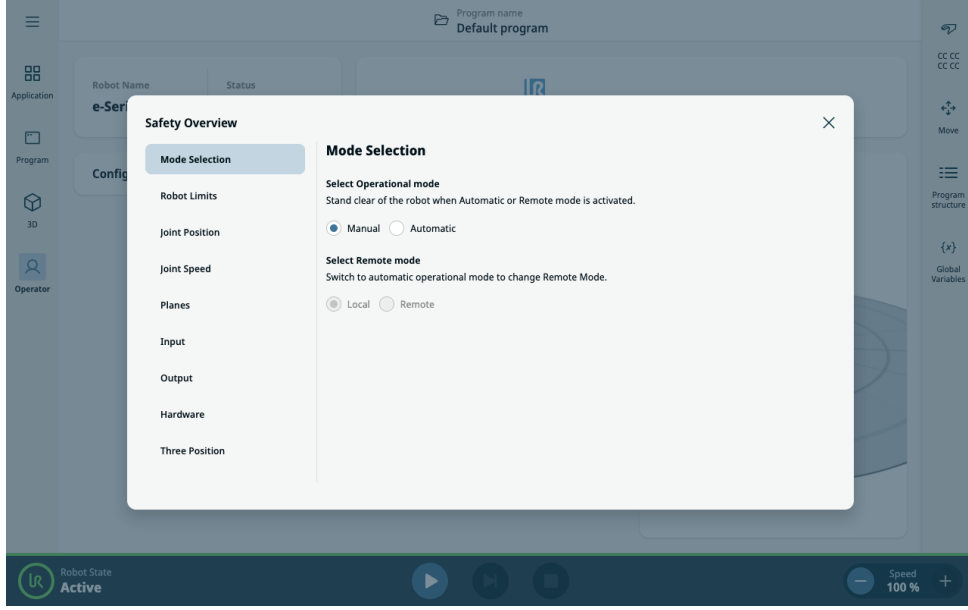 Program name
Default program
Application
Program
3D
Operator
Robot Name
Status
e-Seri
Config
Safety Overview
Mode Selection
Robot Limits
Joint Position
Joint Speed
Planes
Input
Output
Hardware
Three Position
Mode Selection
Select Operational mode
Stand clear of the robot when Automatic or Remote mode is activated.
Manual Automatic
Select Remote mode
Switch to automatic operational mode to change Remote Mode.
Local Remote
CC CC
CC CC
Move
Program
structure
{x}
Global
Variables
Robot State
Active
Speed
100 %